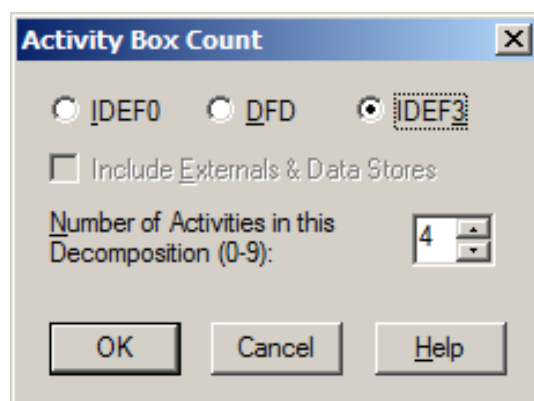 Activity Box Count
IDEF0 DFD IDEF3
Include Externals & Data Stores
Number of Activities in this
Decomposition (0-9):
4
OK Cancel Help